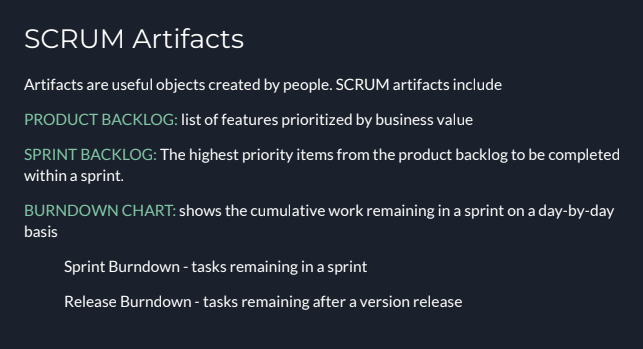 SCRUM Artifacts
Artifacts are useful objects created by people. SCRUM artifacts include
PRODUCT BACKLOG: list of features prioritized by business value
SPRINT BACKLOG: The highest priority items from the product backlog to be completed
within a sprint.
BURNDOWN CHART: shows the cumulative work remaining in a sprint on a day-by-day
basis
Sprint Burndown - tasks remaining in a sprint
Release Burndown - tasks remaining after a version release